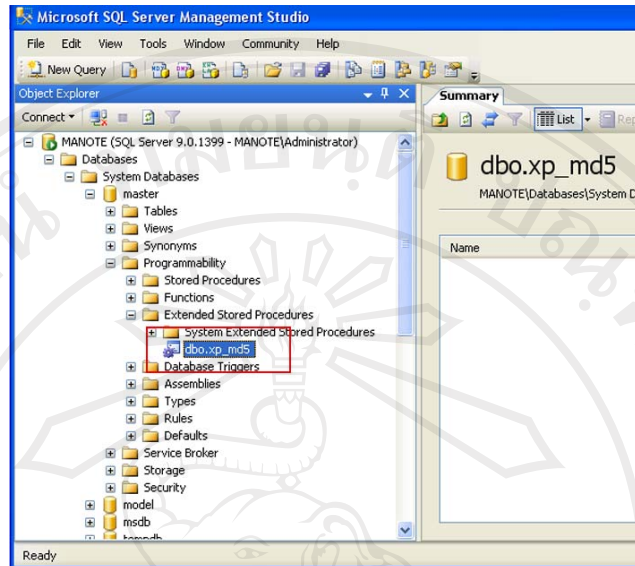 Microsoft SQL Server Management Studio
File Edit View Tools Window Community Help
New Query
Object Explorer
Connect
MANOTE (SQL Server 9.0.1399 - MANOTE\Administrator)
Databases
System Databases
master
Tables
Views
Synonyms
Programmability
Stored Procedures
Functions
Extended Stored Procedures
System Extended Stored Procedures
dbo.xp_md5
Database Triggers
Assemblies
Types
Rules
Defaults
Service Broker
Storage
Security
model
msdb
tempdb
Ready
Summary
List Rep
dbo.xp_md5
MANOTE\Databases\System D
Name